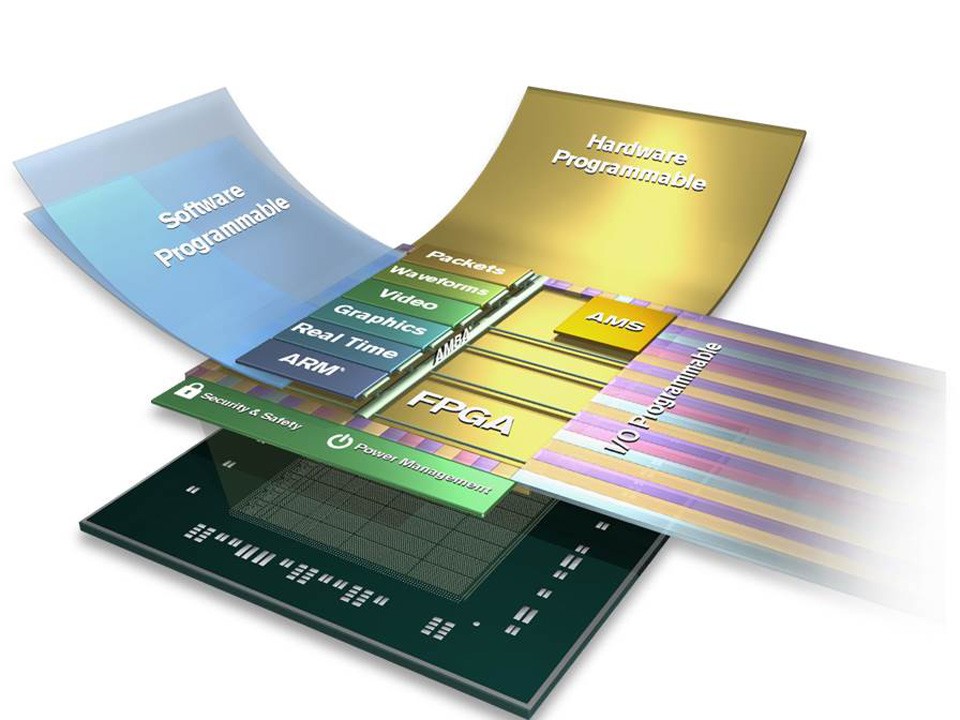 Software
Programmable
Hardware
Programmable
Packets
Waveforms
Video
Graphics
Real Time
ARM®
AMBA®
AMS
FPGA
I/O Programmable
Security & Safety
Power Management